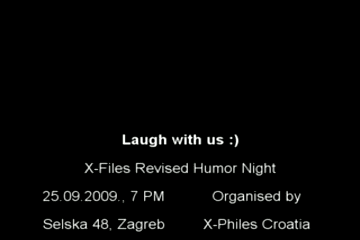 Laugh with us :)
X-Files Revised Humor Night
25.09.2009., 7 PM Organised by
Selska 48, Zagreb X-Philes Croatia